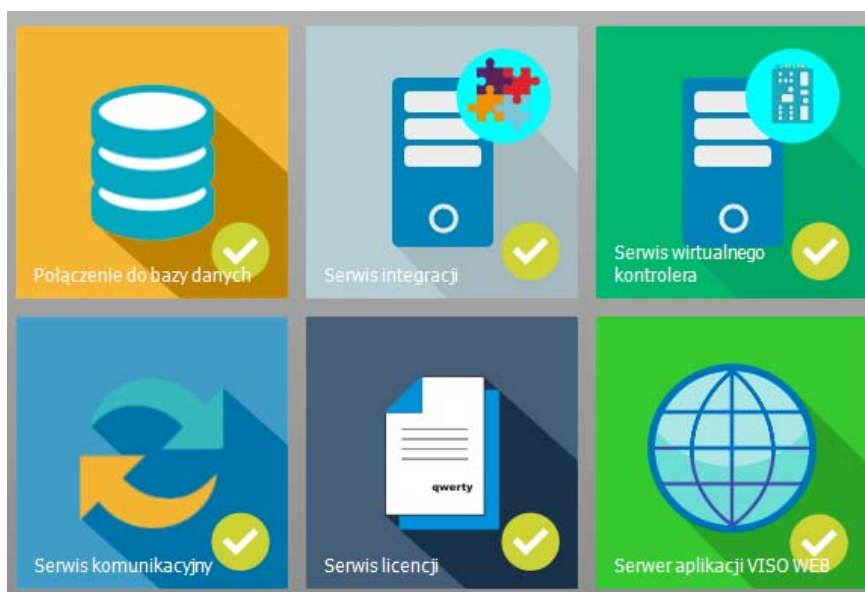 Połączenie do bazy danych
Serwis integracji
Serwis wirtualnego
kontrolera
Serwis komunikacyjny
qwerty
Serwis licencji
Serwer aplikacji VISO WEB